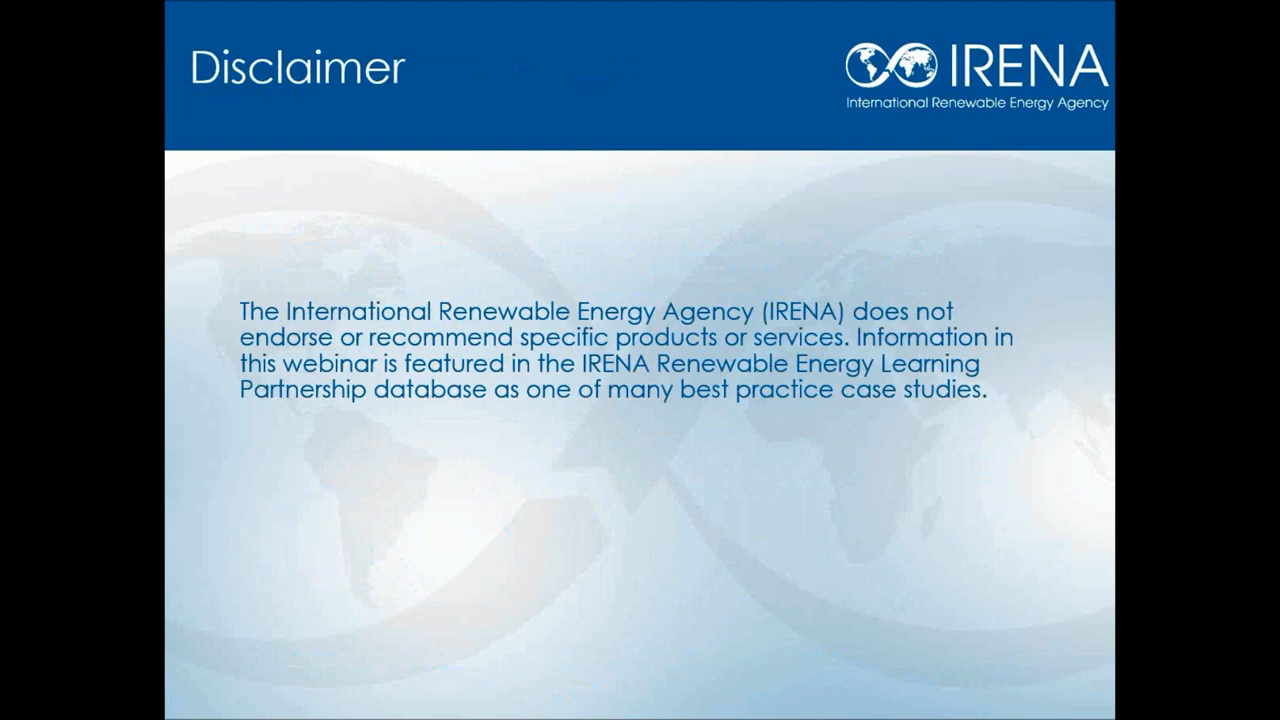 Disclaimer
IRENA
International Renewable Energy Agency
The International Renewable Energy Agency (IRENA) does not
endorse or recommend specific products or services. Information in
this webinar is featured in the IRENA Renewable Energy Learning
Partnership database as one of many best practice case studies.